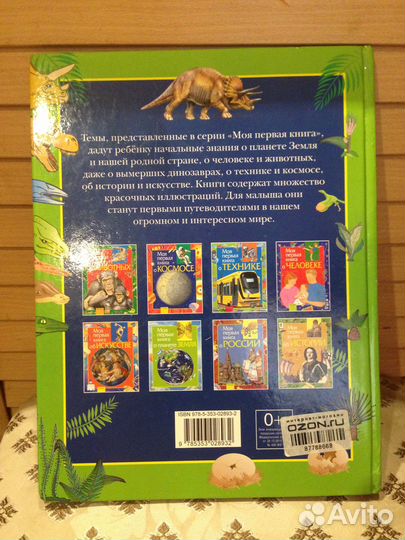 Темы, представленные в серии «Моя первая книга»,
дадут ребёнку начальные знания о планете Земля
и нашей родной стране, о человеке и животных,
даже о вымерших динозаврах, о технике и космосе,
об истории и искусстве. Книги содержат множество
красочных иллюстраций. Для малыша они
станут первыми путеводителями в нашем
огромном и интересном мире.
ЖИВОТНЫХ
Моя первая книга о КОСМОСЕ
Моя первая книга о ТЕХНИКЕ
Моя первая книга о ЧЕЛОВЕКЕ
Моя первая книга об ИСКУССТВЕ
Моя первая книга о планете ЗЕМЛЯ
Моя первая книга о РОССИИ
ИСТОРИИ
ISBN 978-5-353-02893-2
9 785353 028932
0+
интернет-магазин
OZON.RU
87768668
Avito